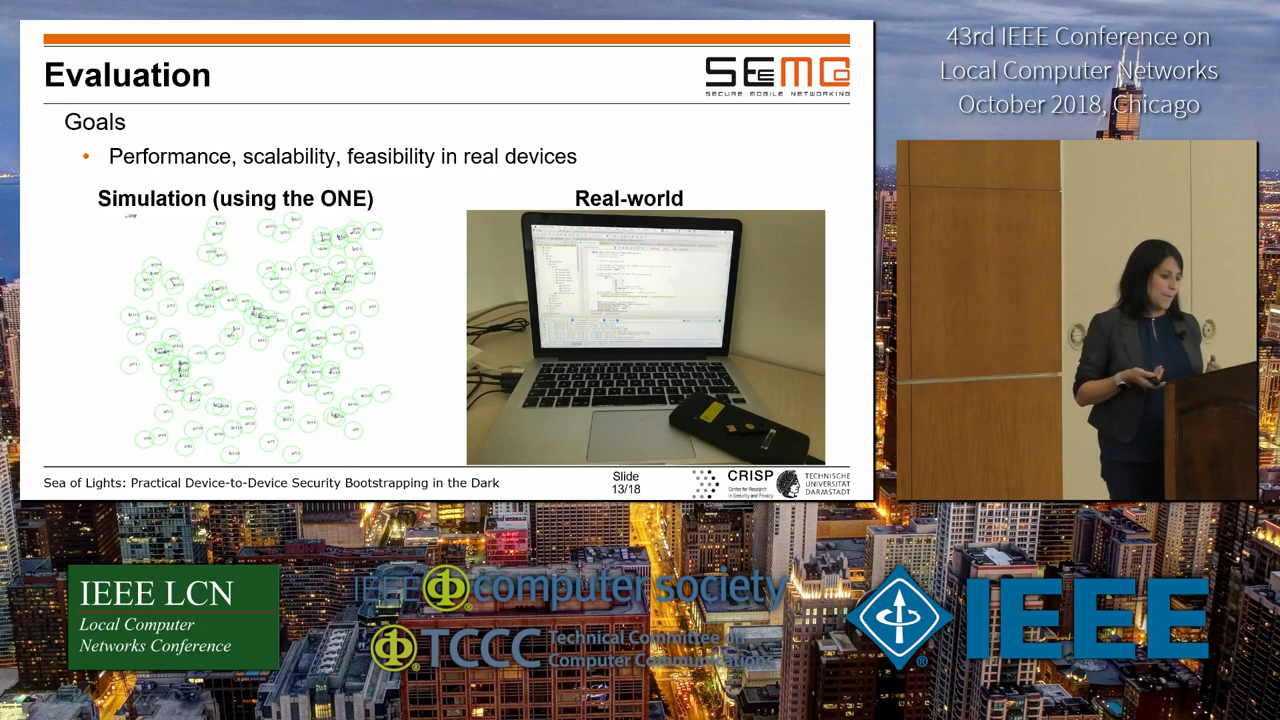 Evaluation
SEEMOO
SECURE MOBILE NETWORKING
Goals
• Performance, scalability, feasibility in real devices
Simulation (using the ONE)
Real-world
Sea of Lights: Practical Device-to-Device Security Bootstrapping in the Dark
Slide
13/18
CRISP
Center for Research
in Security and Privacy
TECHNISCHE
UNIVERSITÄT
DARMSTADT
43rd IEEE Conference on
Local Computer Networks
October 2018, Chicago
IEEE LCN
Local Computer
Networks Conference
IEEE computer society
TCCC Technical Committee on
Computer Communications
IEEE